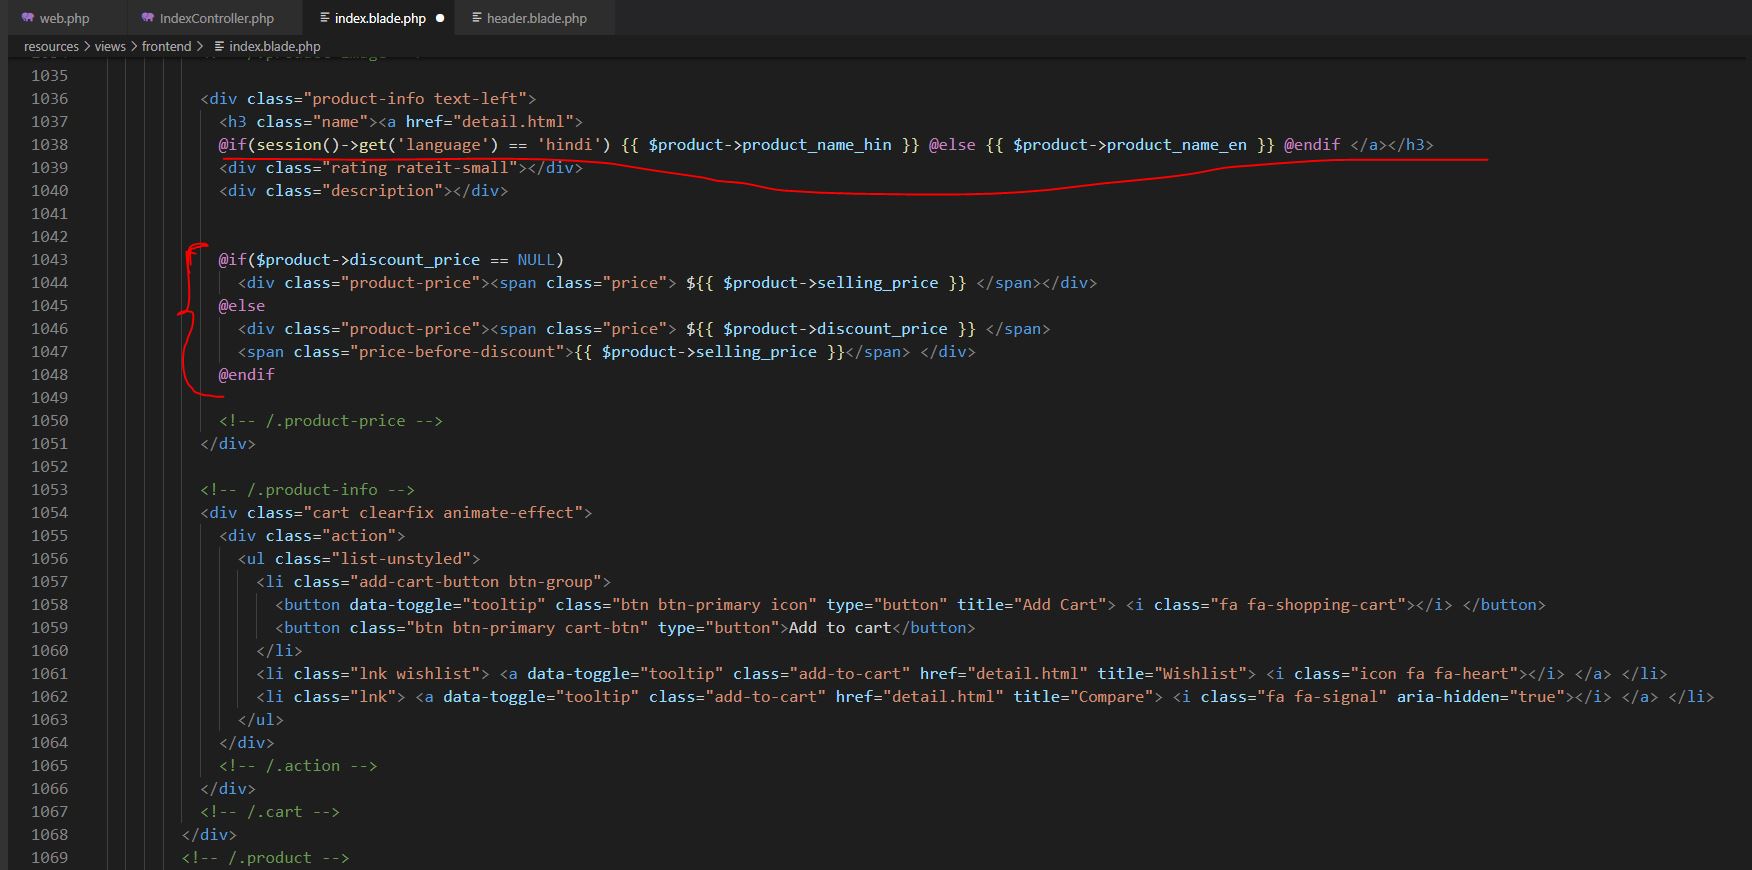 web.php IndexController.php index.blade.php header.blade.php
resources > views > frontend > index.blade.php
1035
1036 <div class="product-info text-left">
1037 <h3 class="name"><a href="detail.html">
1038 @if(session()->get('language') == 'hindi') {{ $product->product_name_hin }} @else {{ $product->product_name_en }} @endif </a></h3>
1039 <div class="rating rateit-small"></div>
1040 <div class="description"></div>
1041
1042
1043 @if($product->discount_price == NULL)
1044 <div class="product-price"><span class="price"> ${{ $product->selling_price }} </span></div>
1045 @else
1046 <div class="product-price"><span class="price"> ${{ $product->discount_price }} </span>
1047 <span class="price-before-discount">{{ $product->selling_price }}</span> </div>
1048 @endif
1049
1050 <!-- /.product-price -->
1051 </div>
1052
1053 <!-- /.product-info -->
1054 <div class="cart clearfix animate-effect">
1055 <div class="action">
1056 <ul class="list-unstyled">
1057 <li class="add-cart-button btn-group">
1058 <button data-toggle="tooltip" class="btn btn-primary icon" type="button" title="Add Cart"> <i class="fa fa-shopping-cart"></i> </button>
1059 <button class="btn btn-primary cart-btn" type="button">Add to cart</button>
1060 </li>
1061 <li class="lnk wishlist"> <a data-toggle="tooltip" class="add-to-cart" href="detail.html" title="Wishlist"> <i class="icon fa fa-heart"></i> </a> </li>
1062 <li class="lnk"> <a data-toggle="tooltip" class="add-to-cart" href="detail.html" title="Compare"> <i class="fa fa-signal" aria-hidden="true"></i> </a> </li>
1063 </ul>
1064 </div>
1065 <!-- /.action -->
1066 </div>
1067 <!-- /.cart -->
1068 </div>
1069 <!-- /.product -->